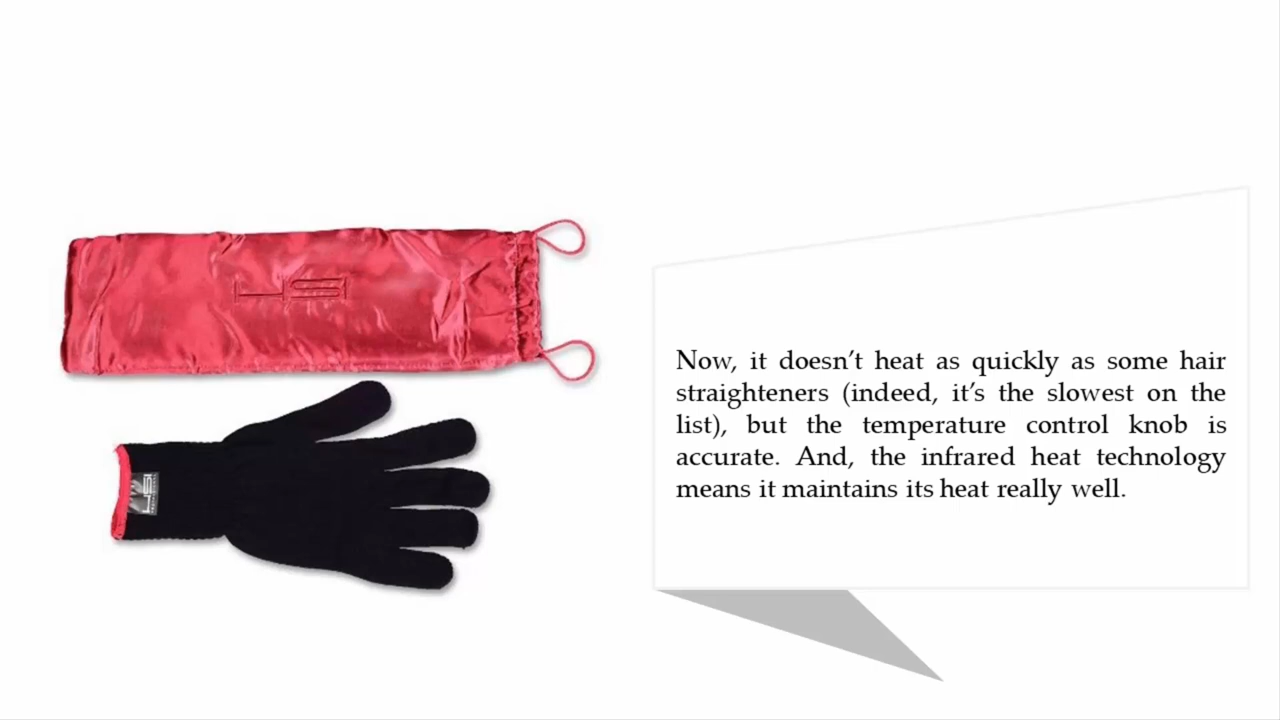 Now, it doesn’t heat as quickly as some hair
straighteners (indeed, it’s the slowest on the
list), but the temperature control knob is
accurate. And, the infrared heat technology
means it maintains its heat really well.